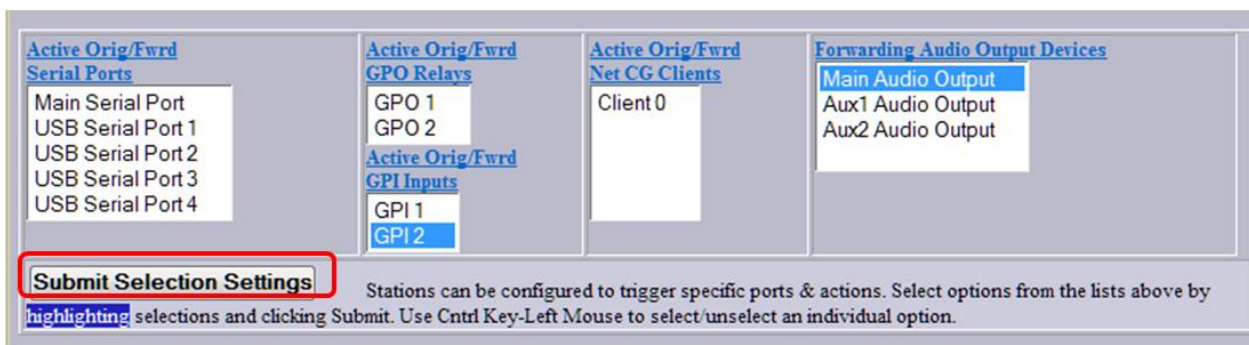 Active Orig/Fwrd
Serial Ports
Main Serial Port
USB Serial Port 1
USB Serial Port 2
USB Serial Port 3
USB Serial Port 4
Active Orig/Fwrd
GPO Relays
GPO 1
GPO 2
Active Orig/Fwrd
GPI Inputs
GPI 1
GPI 2
Active Orig/Fwrd
Net CG Clients
Client 0
Forwarding Audio Output Devices
Main Audio Output
Aux1 Audio Output
Aux2 Audio Output
Submit Selection Settings
Stations can be configured to trigger specific ports & actions. Select options from the lists above by
highlighting selections and clicking Submit. Use Cntrl Key-Left Mouse to select/unselect an individual option.